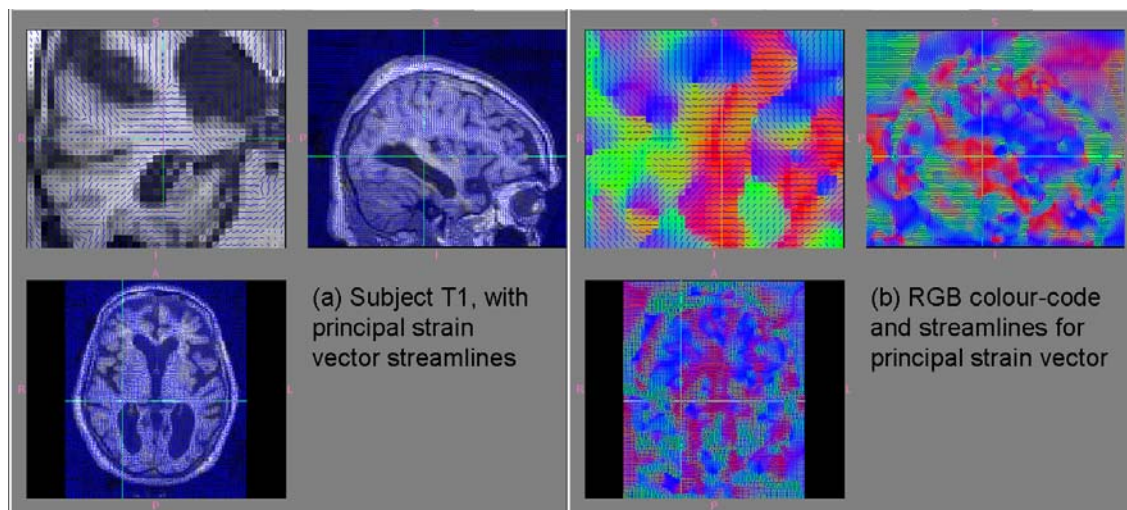 S
S
R
L
P
I
I
A
(a) Subject T1, with
principal strain
vector streamlines
R
L
P
S
S
R
L
P
I
I
A
(b) RGB colour-code
and streamlines for
principal strain vector
R
L
P